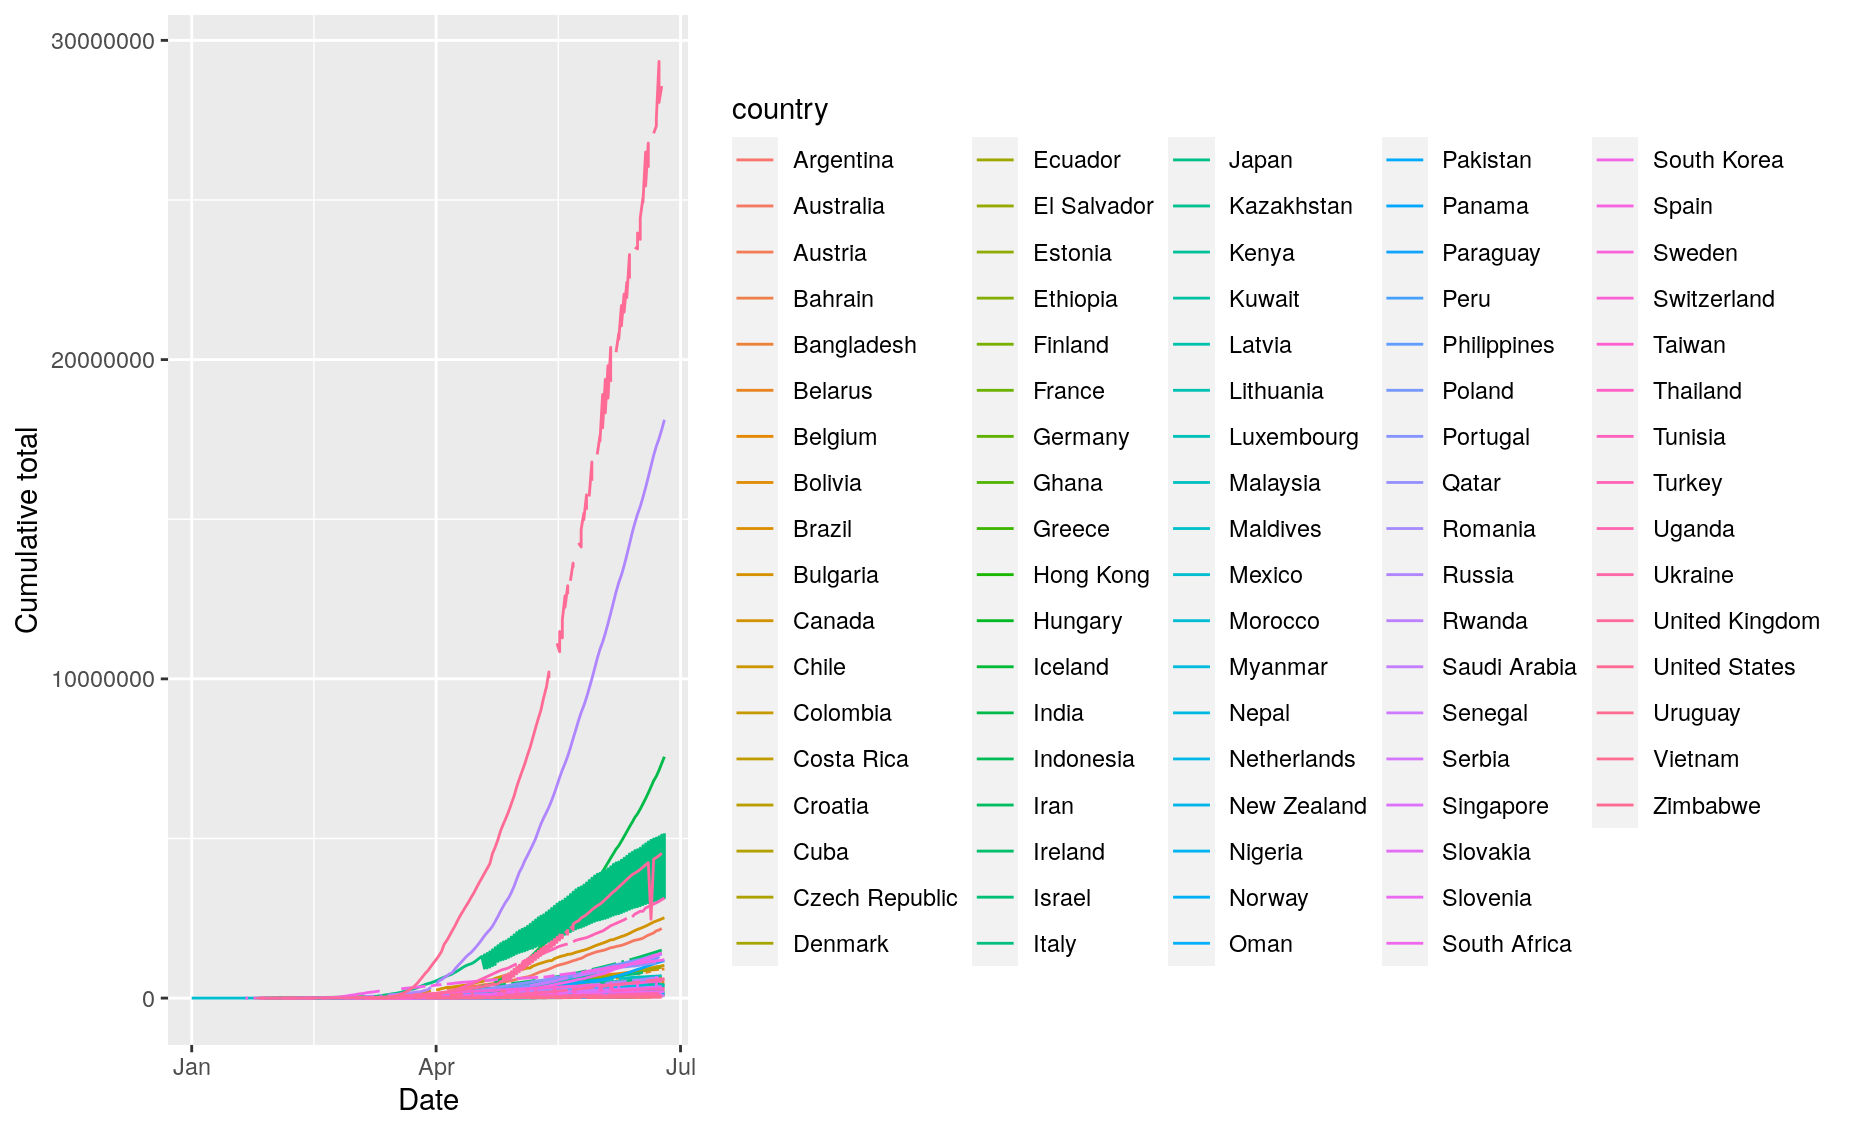 30000000
20000000
10000000
0
Cumulative total
Jan
Apr
Jul
Date
country
Argentina
Australia
Austria
Bahrain
Bangladesh
Belarus
Belgium
Bolivia
Brazil
Bulgaria
Canada
Chile
Colombia
Costa Rica
Croatia
Cuba
Czech Republic
Denmark
Ecuador
El Salvador
Estonia
Ethiopia
Finland
France
Germany
Ghana
Greece
Hong Kong
Hungary
Iceland
India
Indonesia
Iran
Ireland
Israel
Italy
Japan
Kazakhstan
Kenya
Kuwait
Latvia
Lithuania
Luxembourg
Malaysia
Maldives
Mexico
Morocco
Myanmar
Nepal
Netherlands
New Zealand
Nigeria
Norway
Oman
Pakistan
Panama
Paraguay
Peru
Philippines
Poland
Portugal
Qatar
Romania
Russia
Rwanda
Saudi Arabia
Senegal
Serbia
Singapore
Slovakia
Slovenia
South Africa
South Korea
Spain
Sweden
Switzerland
Taiwan
Thailand
Tunisia
Turkey
Uganda
Ukraine
United Kingdom
United States
Uruguay
Vietnam
Zimbabwe